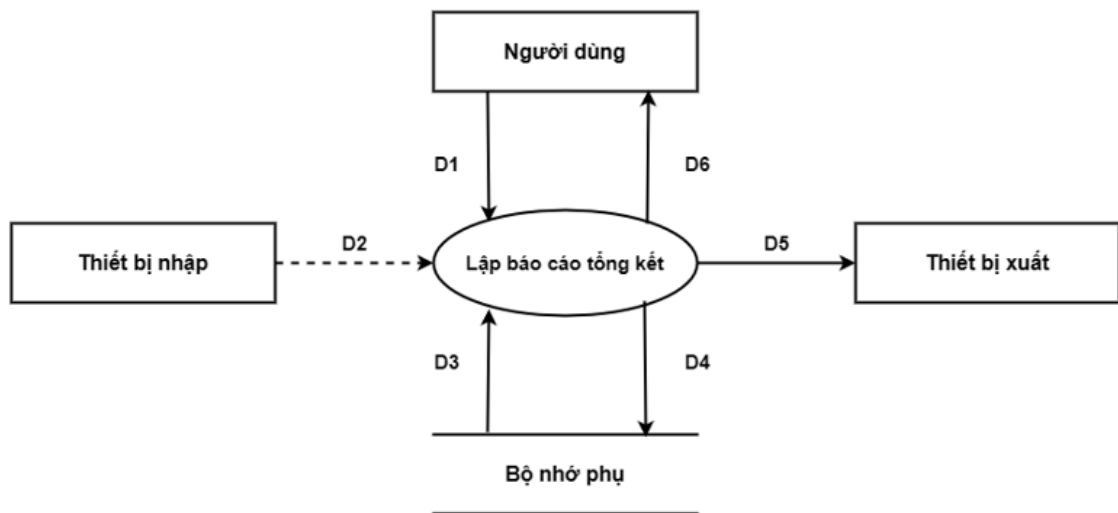 Người dùng
D1
D6
Thiết bị nhập
D2
Lập báo cáo tổng kết
D5
Thiết bị xuất
D3
D4
Bộ nhớ phụ